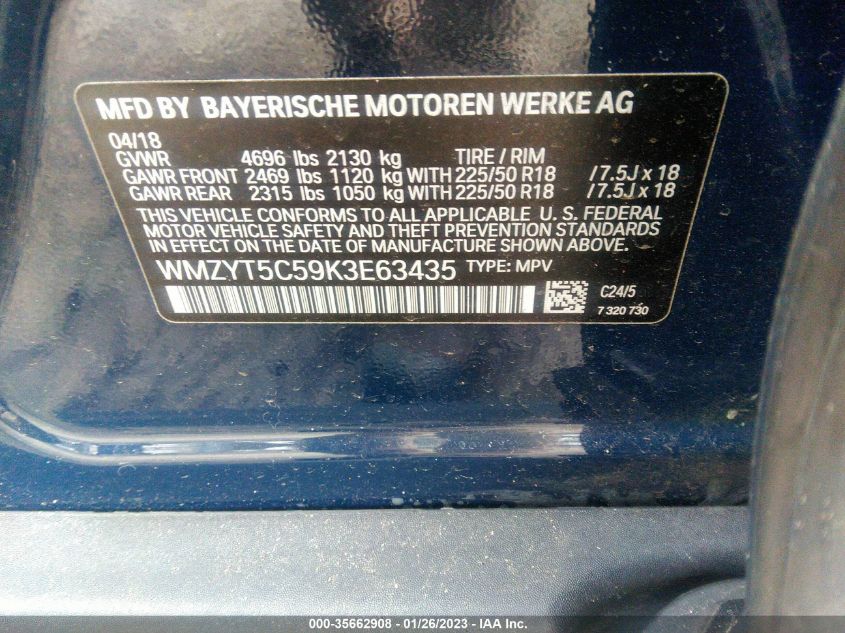 MFD BY BAYERISCHE MOTOREN WERKE AG
04/18
GVWR 4696 lbs 2130 kg TIRE / RIM
GAWR FRONT 2469 lbs 1120 kg WITH 225/50 R18 /7.5J x 18
GAWR REAR 2315 lbs 1050 kg WITH 225/50 R18 /7.5J x 18
THIS VEHICLE CONFORMS TO ALL APPLICABLE U. S. FEDERAL
MOTOR VEHICLE SAFETY AND THEFT PREVENTION STANDARDS
IN EFFECT ON THE DATE OF MANUFACTURE SHOWN ABOVE.
WMZYT5C59K3E63435 TYPE: MPV
C24/5
7 320 730
000-35662908 - 01/26/2023 - IAA Inc.